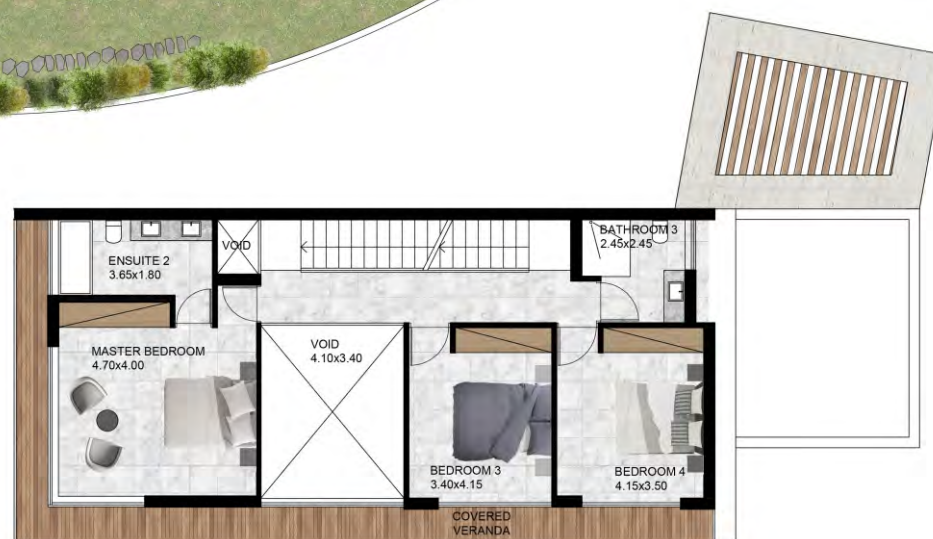 ENSUITE 2
3.65x1.80
VOID
BATHROOM 3
2.45x2.45
MASTER BEDROOM
4.70x4.00
VOID
4.10x3.40
BEDROOM 3
3.40x4.15
BEDROOM 4
4.15x3.50
COVERED
VERANDA